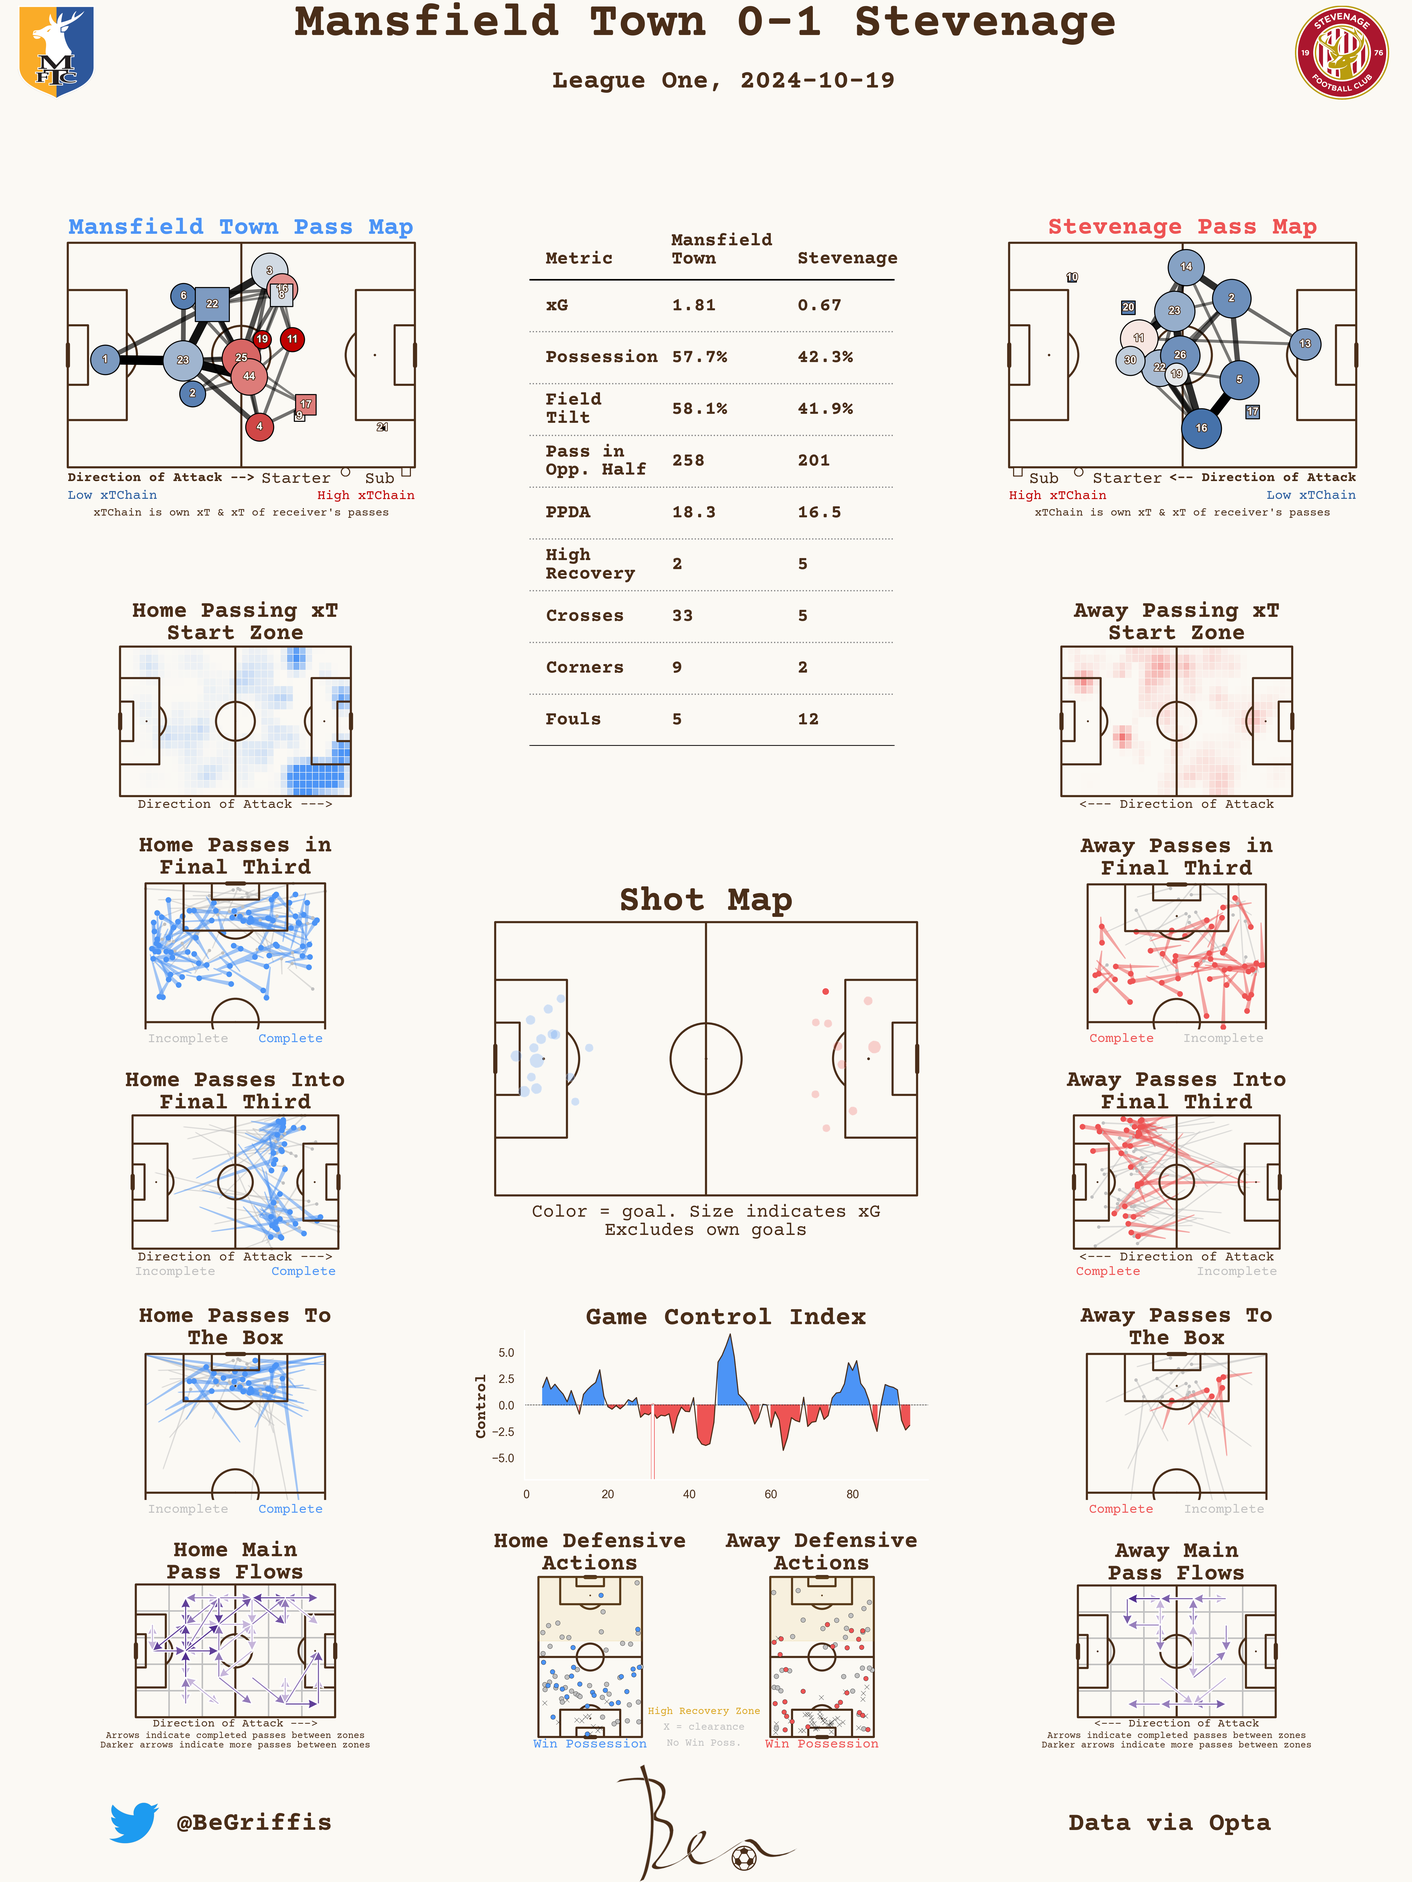 Mansfield Town 0-1 Stevenage
League One, 2024-10-19
M
F T C
STEVENAGE
19 76
FOOTBALL CLUB
Mansfield Town Pass Map
3
8
6
22
19
11
1
23
25
44
2
17
9
4
21
Direction of Attack --> Starter Sub
Low xTChain High xTChain
xTChain is own xT & xT of receiver's passes
Metric Mansfield Town Stevenage
xG 1.81 0.67
Possession 57.7% 42.3%
Field Tilt 58.1% 41.9%
Pass in Opp. Half 258 201
PPDA 18.3 16.5
High Recovery 2 5
Crosses 33 5
Corners 9 2
Fouls 5 12
Stevenage Pass Map
10
14
20
2
23
11
13
30
26
22
19
5
17
16
Sub Starter <-- Direction of Attack
High xTChain Low xTChain
xTChain is own xT & xT of receiver's passes
Home Passing xT
Start Zone
Direction of Attack --->
Away Passing xT
Start Zone
<--- Direction of Attack
Home Passes in
Final Third
Incomplete Complete
Away Passes in
Final Third
Complete Incomplete
Shot Map
Color = goal. Size indicates xG
Excludes own goals
Home Passes Into
Final Third
Direction of Attack --->
Incomplete Complete
Away Passes Into
Final Third
<--- Direction of Attack
Complete Incomplete
Home Passes To
The Box
Incomplete Complete
Game Control Index
Control
5.0
2.5
0.0
−2.5
−5.0
0 20 40 60 80
Away Passes To
The Box
Complete Incomplete
Home Main
Pass Flows
Direction of Attack --->
Arrows indicate completed passes between zones
Darker arrows indicate more passes between zones
Home Defensive
Actions
Win Possession
Away Defensive
Actions
Win Possession
High Recovery Zone
X = clearance
No Win Poss.
Away Main
Pass Flows
<--- Direction of Attack
Arrows indicate completed passes between zones
Darker arrows indicate more passes between zones
@BeGriffis
Ben
Data via Opta